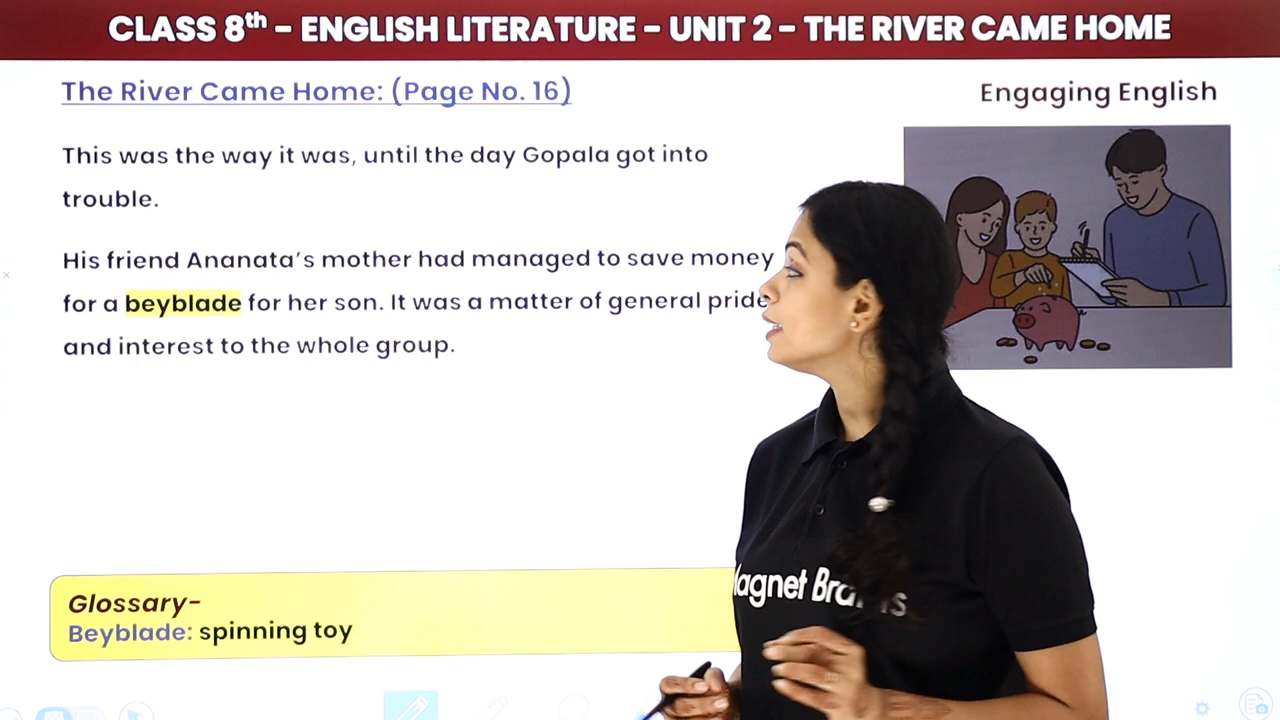 CLASS 8th - ENGLISH LITERATURE - UNIT 2 - THE RIVER CAME HOME
The River Came Home: (Page No. 16)
Engaging English
This was the way it was, until the day Gopala got into
trouble.
His friend Ananata's mother had managed to save money
for a beyblade for her son. It was a matter of general pride
and interest to the whole group.
Glossary-
Beyblade: spinning toy